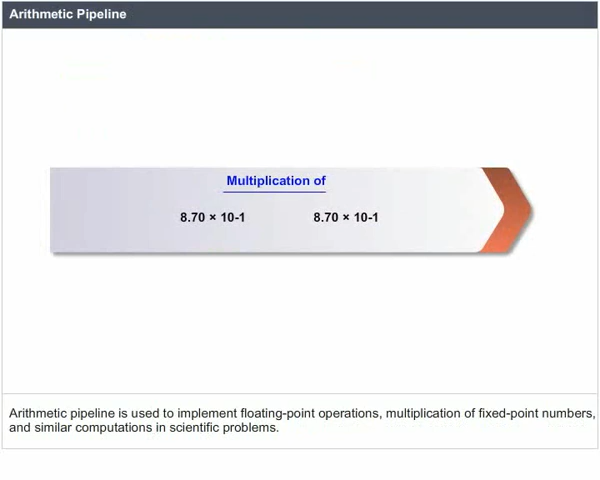 Arithmetic Pipeline
Multiplication of
8.70 × 10-1 8.70 × 10-1
Arithmetic pipeline is used to implement floating-point operations, multiplication of fixed-point numbers,
and similar computations in scientific problems.